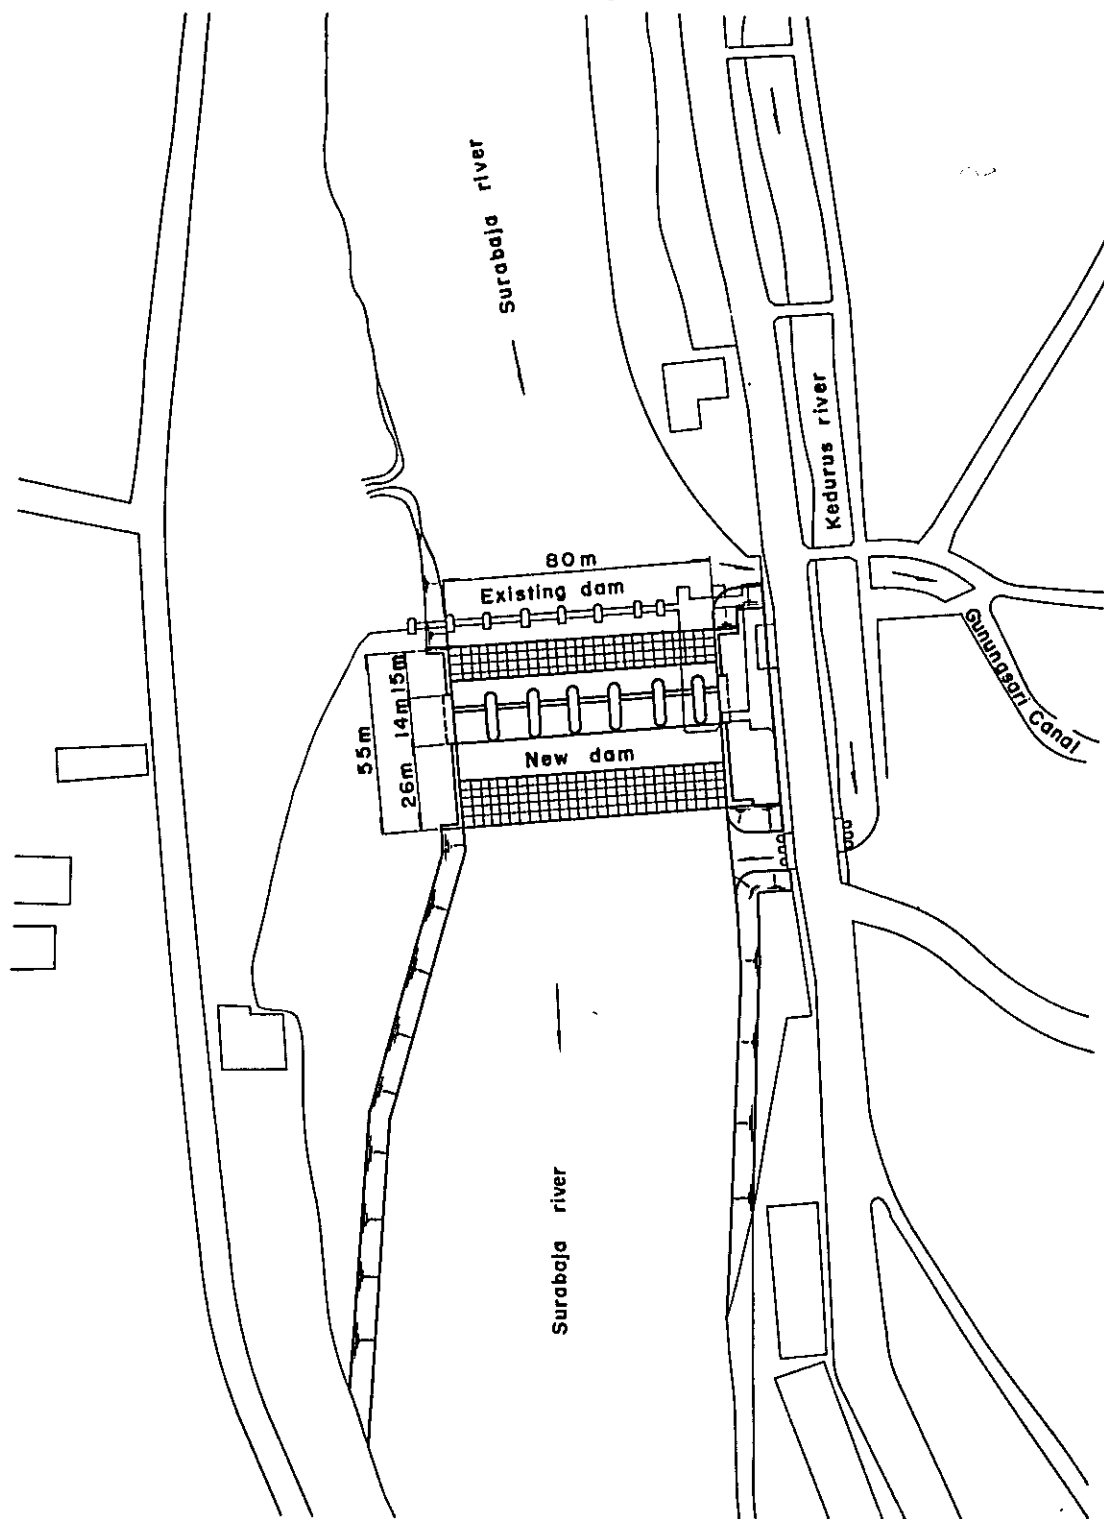 Surabaja river
Kedurus river
80m
Existing dam
Gunungsari Canal
15m
14m
55m
26m
New dam
Surabaja river